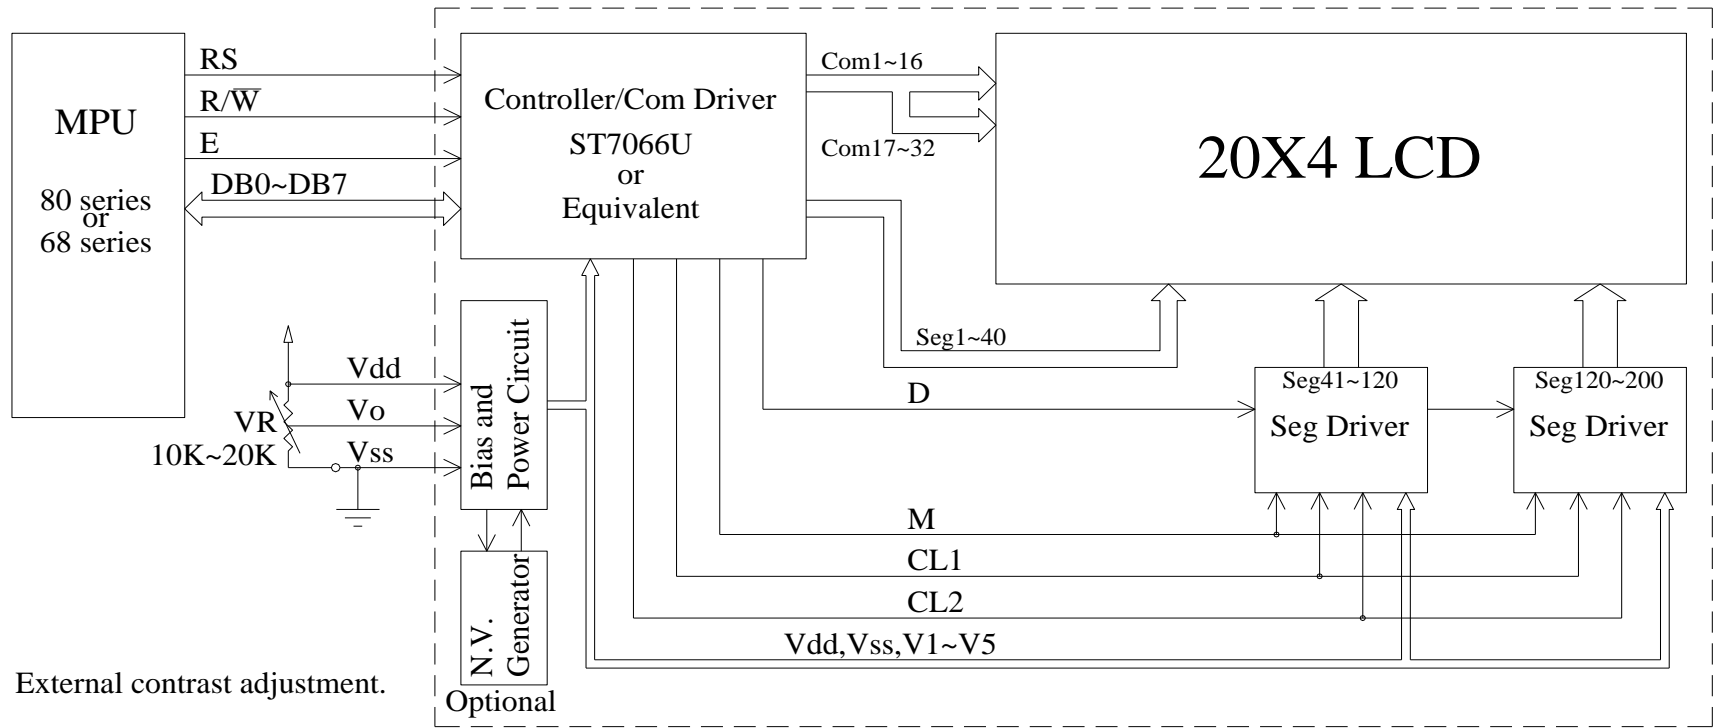 MPU
80 series
or
68 series
RS
R/W̅
E
DB0~DB7
Controller/Com Driver
ST7066U
or
Equivalent
Com1~16
Com17~32
20X4 LCD
Seg1~40
D
Seg41~120
Seg Driver
Seg120~200
Seg Driver
Vdd
Vo
Vss
VR
10K~20K
Bias and
Power Circuit
M
CL1
CL2
Vdd,Vss,V1~V5
N.V.
Generator
Optional
External contrast adjustment.